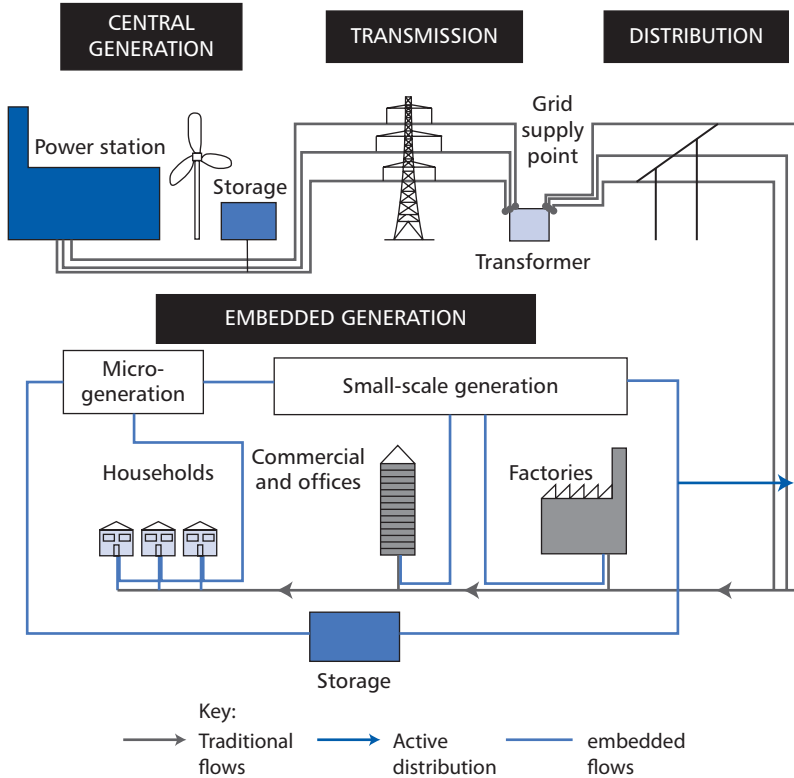 CENTRAL
GENERATION
TRANSMISSION
DISTRIBUTION
Power station
Storage
Grid
supply
point
Transformer
EMBEDDED GENERATION
Micro-
generation
Small-scale generation
Households
Commercial
and offices
Factories
Storage
Key:
Traditional
flows
Active
distribution
embedded
flows